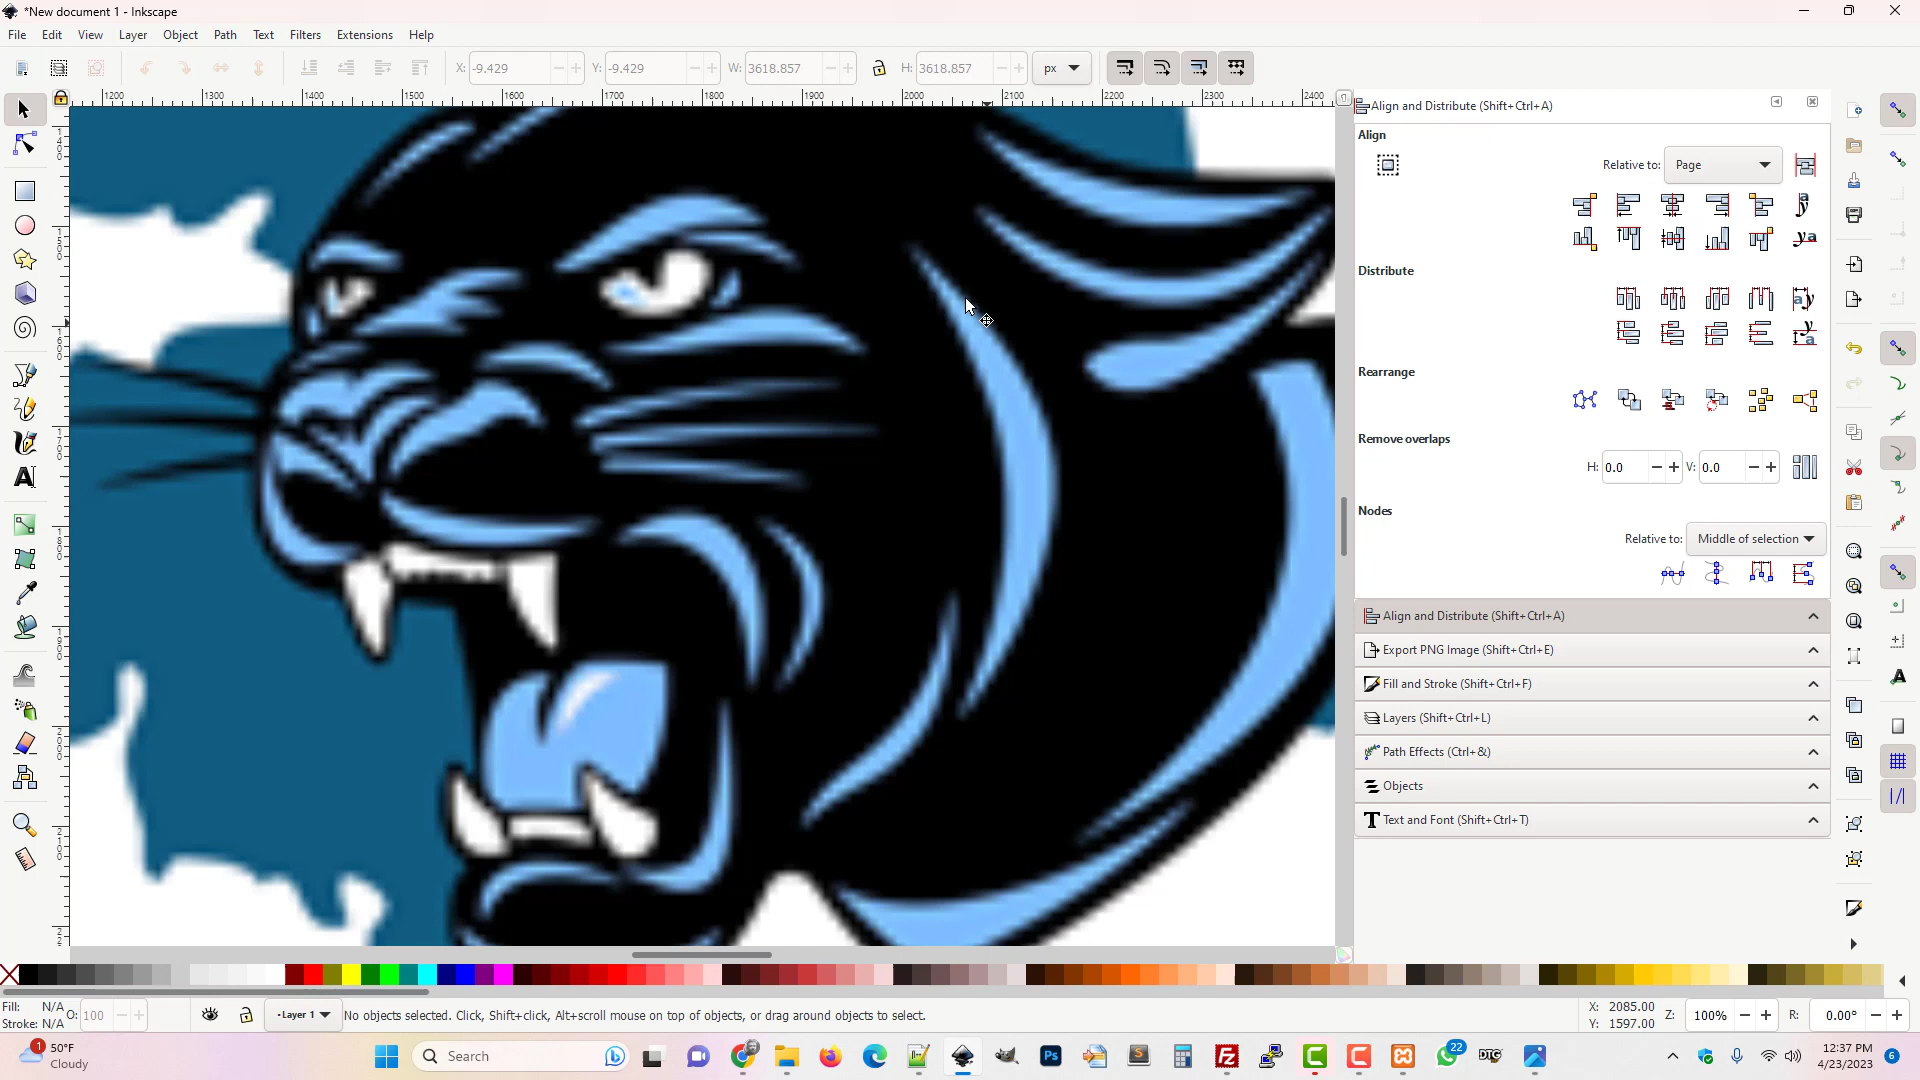 *New document 1 - Inkscape
File Edit View Layer Object Path Text Filters Extensions Help
X: -9.429 Y: -9.429 W: 3618.857 H: 3618.857 px
1200 1300 1400 1500 1600 1700 1800 1900 2000 2100 2200 2300 2400
Align and Distribute (Shift+Ctrl+A)
Align
Relative to: Page
Distribute
Rearrange
Remove overlaps
H: 0.0 V: 0.0
Nodes
Relative to: Middle of selection
Align and Distribute (Shift+Ctrl+A)
Export PNG Image (Shift+Ctrl+E)
Fill and Stroke (Shift+Ctrl+F)
Layers (Shift+Ctrl+L)
Path Effects (Ctrl+&)
Objects
Text and Font (Shift+Ctrl+T)
Fill: N/A O: 100
Stroke: N/A
-Layer 1 No objects selected. Click, Shift+click, Alt+scroll mouse on top of objects, or drag around objects to select.
X: 2085.00
Y: 1597.00
Z: 100% R: 0.00°
1 50°F
Cloudy
Search
22
DTG
12:37 PM
4/23/2023
6